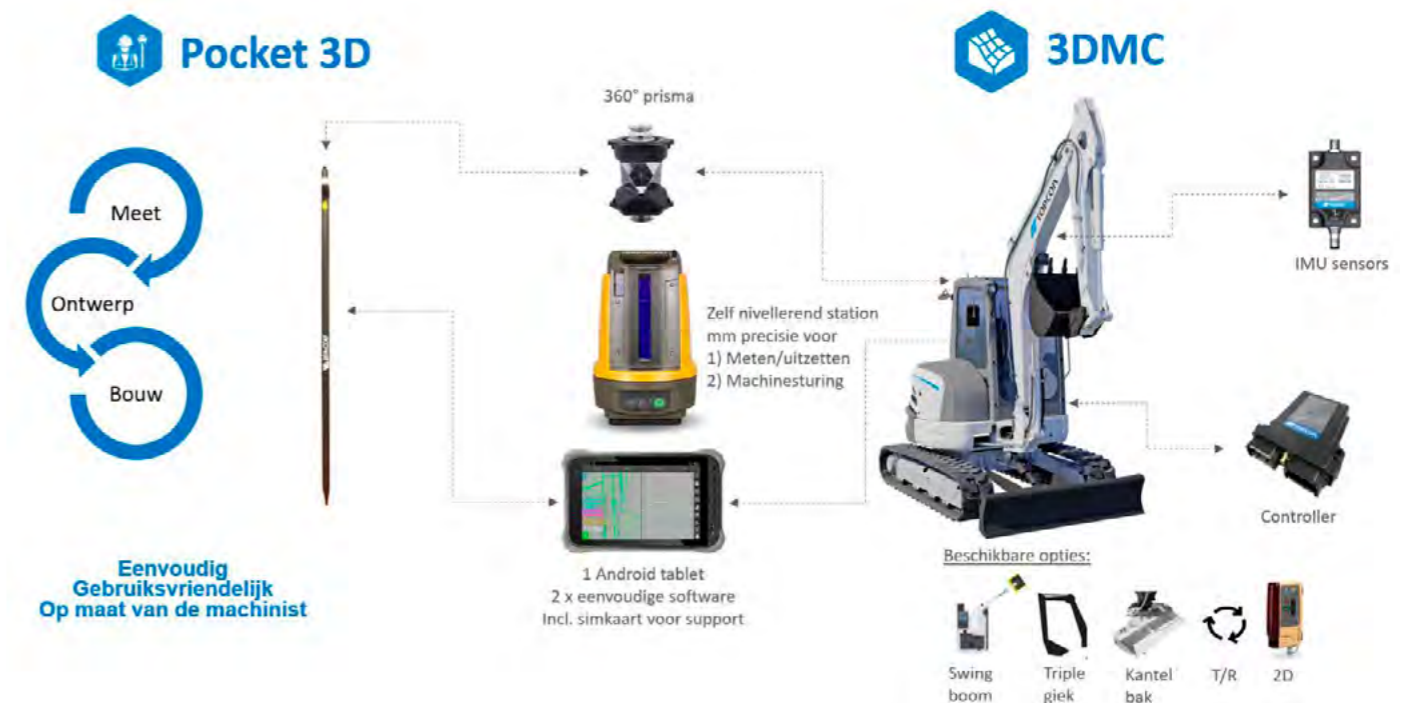 Pocket 3D
3DMC
360° prisma
Meet
Ontwerp
Bouw
TOPCON
IMU sensors
Zelf nivellerend station
mm precisie voor
1) Meten/uitzetten
2) Machinesturing
Controller
1 Android tablet
2 x eenvoudige software
Incl. simkaart voor support
Eenvoudig
Gebruiksvriendelijk
Op maat van de machinist
Beschikbare opties:
Swing
boom
Triple
giek
Kantel
bak
T/R
2D